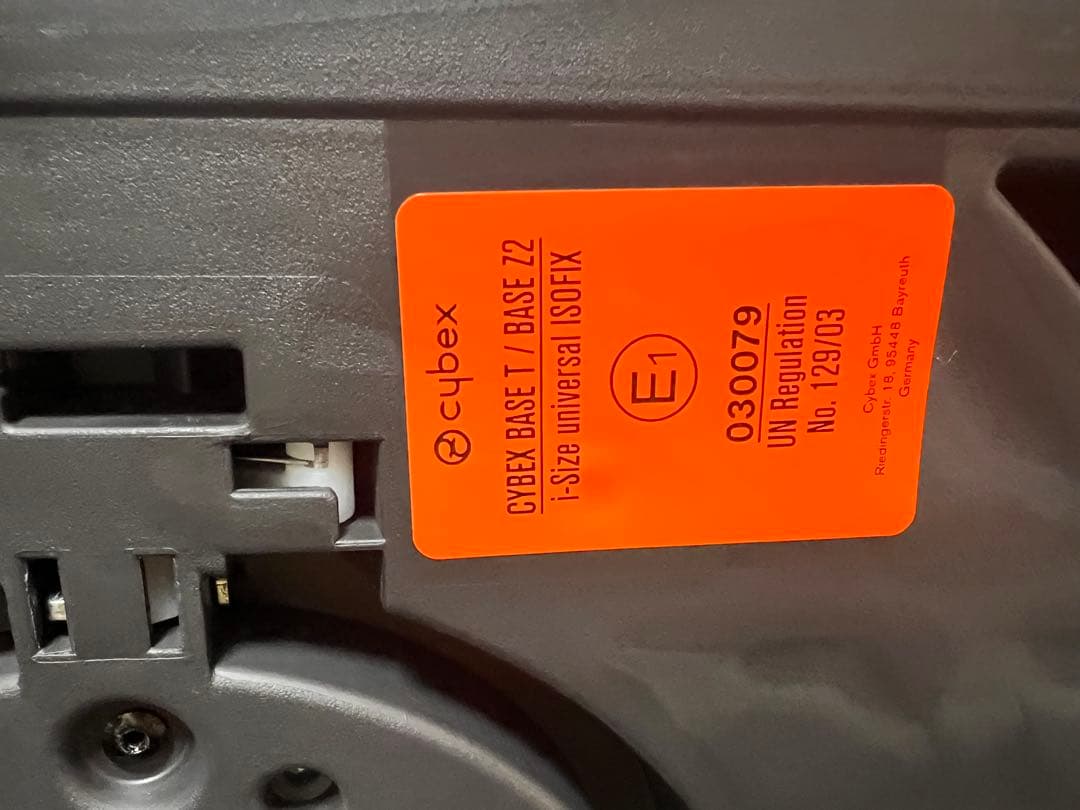 cybex
CYBEX BASE T / BASE Z2
i-Size universal ISOFIX
E1
030079
UN Regulation
No. 129/03
Cybex GmbH
Riedingerstr. 18, 95448 Bayreuth
Germany